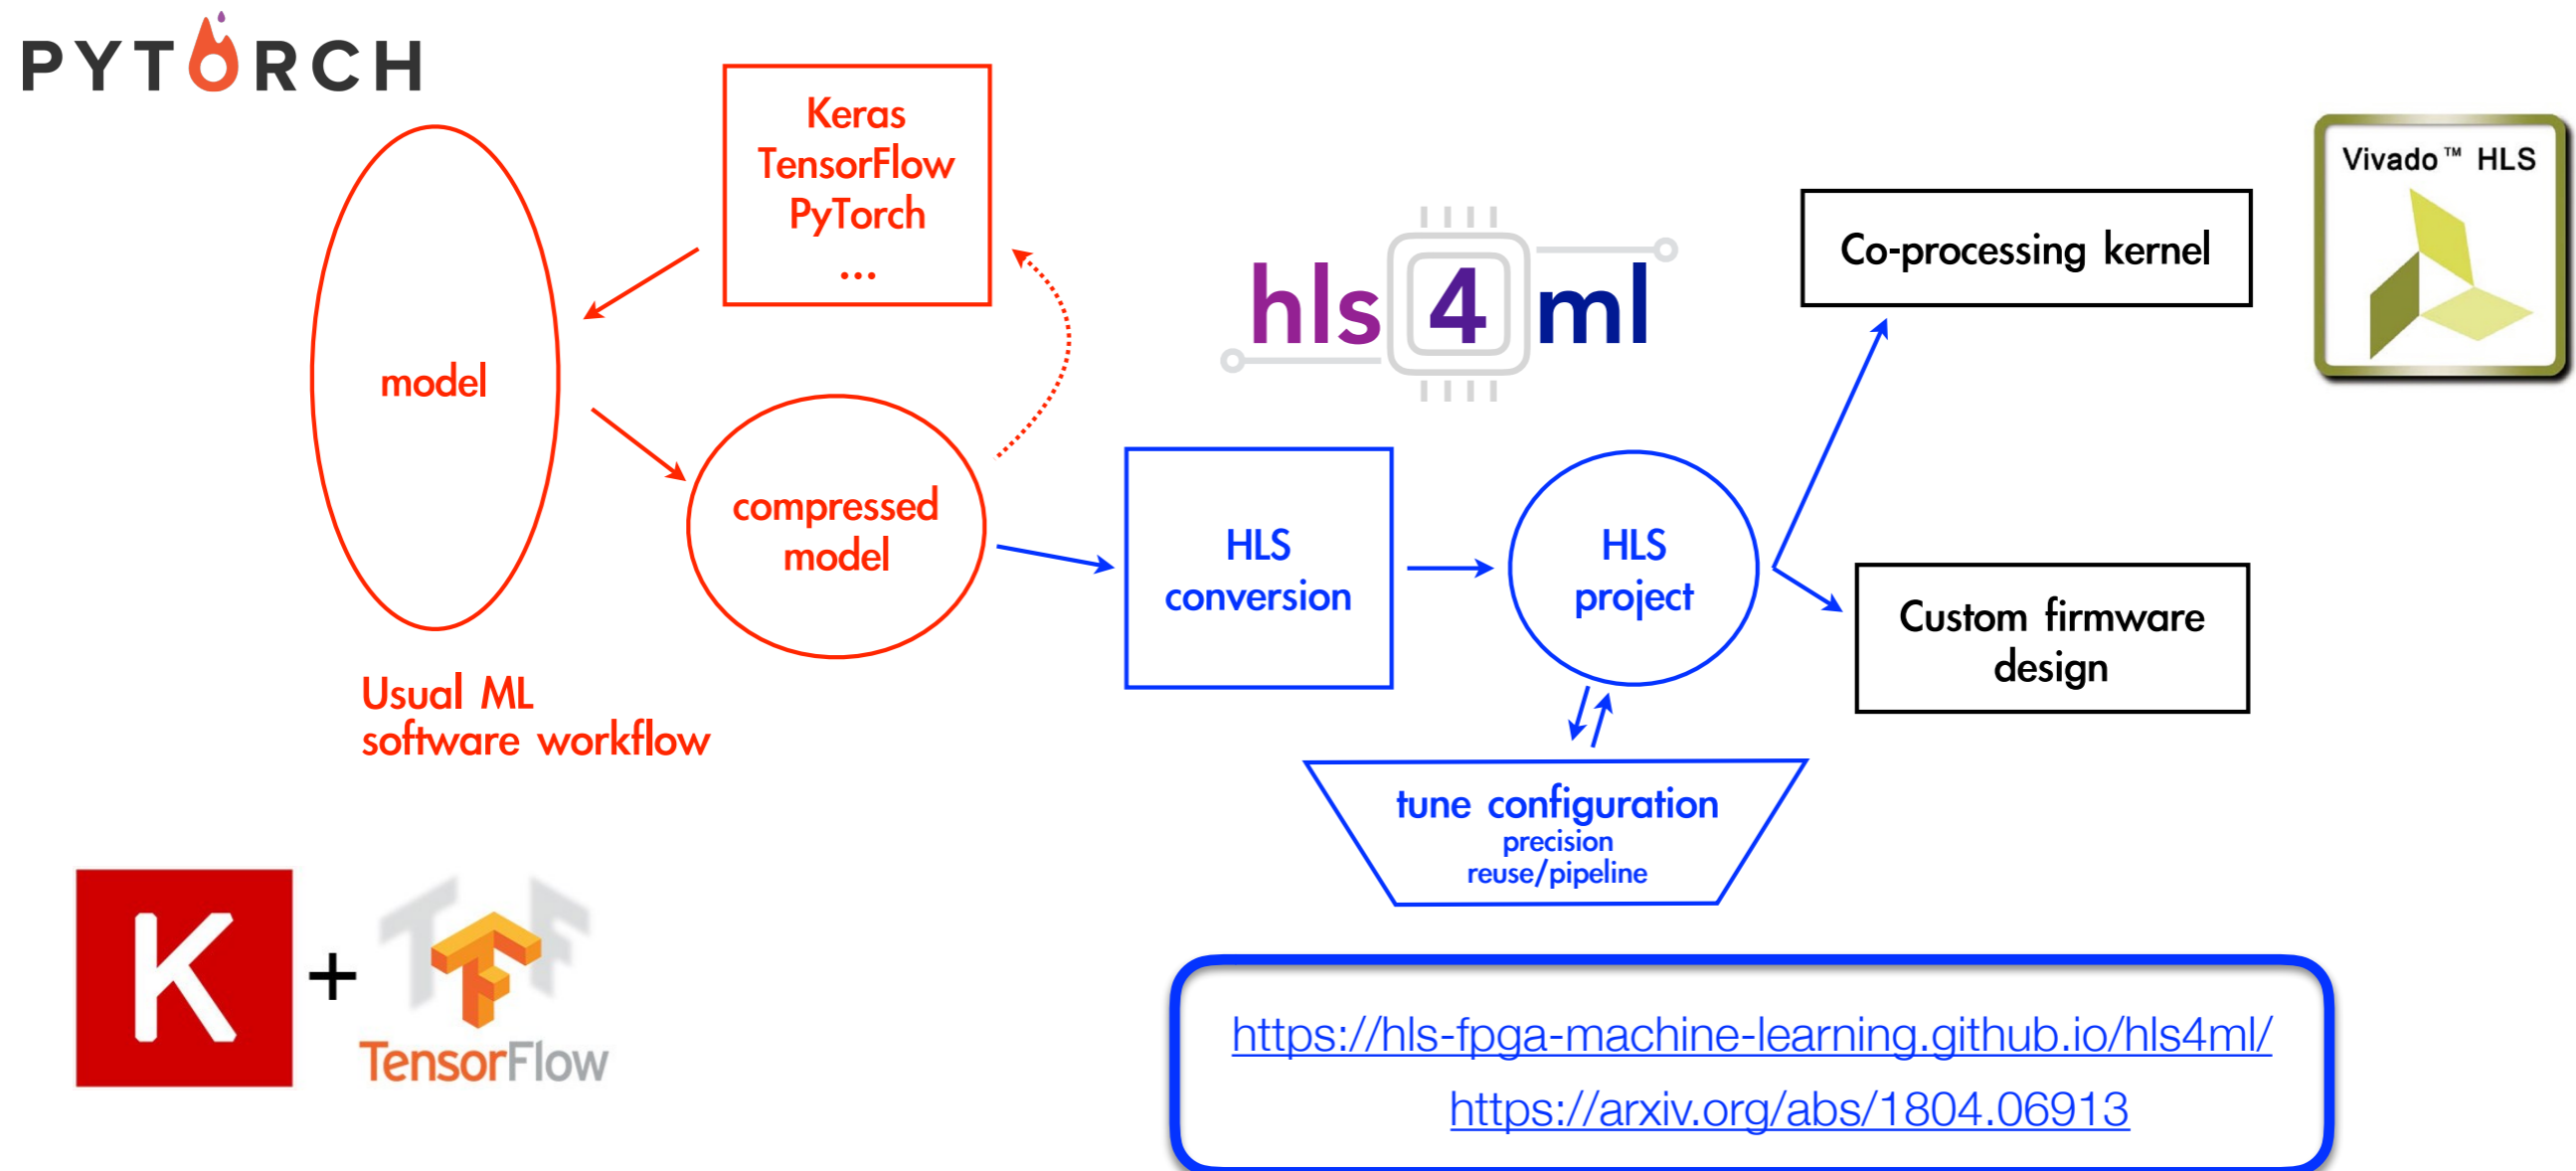 PYTORCH
Keras
TensorFlow
PyTorch
...
model
compressed
model
Usual ML
software workflow
K
+
TF
TensorFlow
hls 4 ml
HLS
conversion
HLS
project
tune configuration
precision
reuse/pipeline
Co-processing kernel
Custom firmware
design
Vivado™ HLS
https://hls-fpga-machine-learning.github.io/hls4ml/
https://arxiv.org/abs/1804.06913